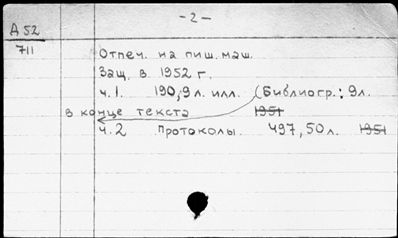 - 2 -
Д 52
711
Отпеч. на пиш. маш.
Защ. в 1952 г.
ч. 1. 190, 9 л. илл. (Библиогр.: 9л.
в конце текста 1951
ч. 2 протоколы. 497, 50 л. 1951